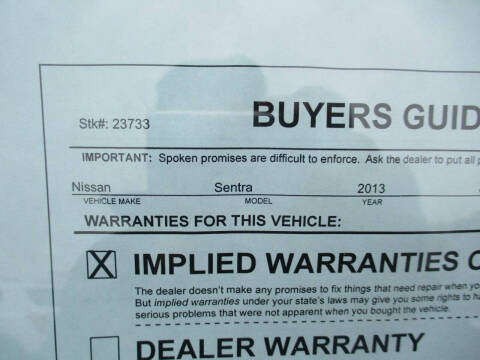 Stk#: 23733
BUYERS GUID
IMPORTANT: Spoken promises are difficult to enforce. Ask the dealer to put all
Nissan Sentra 2013
VEHICLE MAKE MODEL YEAR
WARRANTIES FOR THIS VEHICLE:
X IMPLIED WARRANTIES O
The dealer doesn't make any promises to fix things that need repair when yo
But implied warranties under your state's laws may give you some rights to ha
serious problems that were not apparent when you bought the vehicle.
DEALER WARRANTY